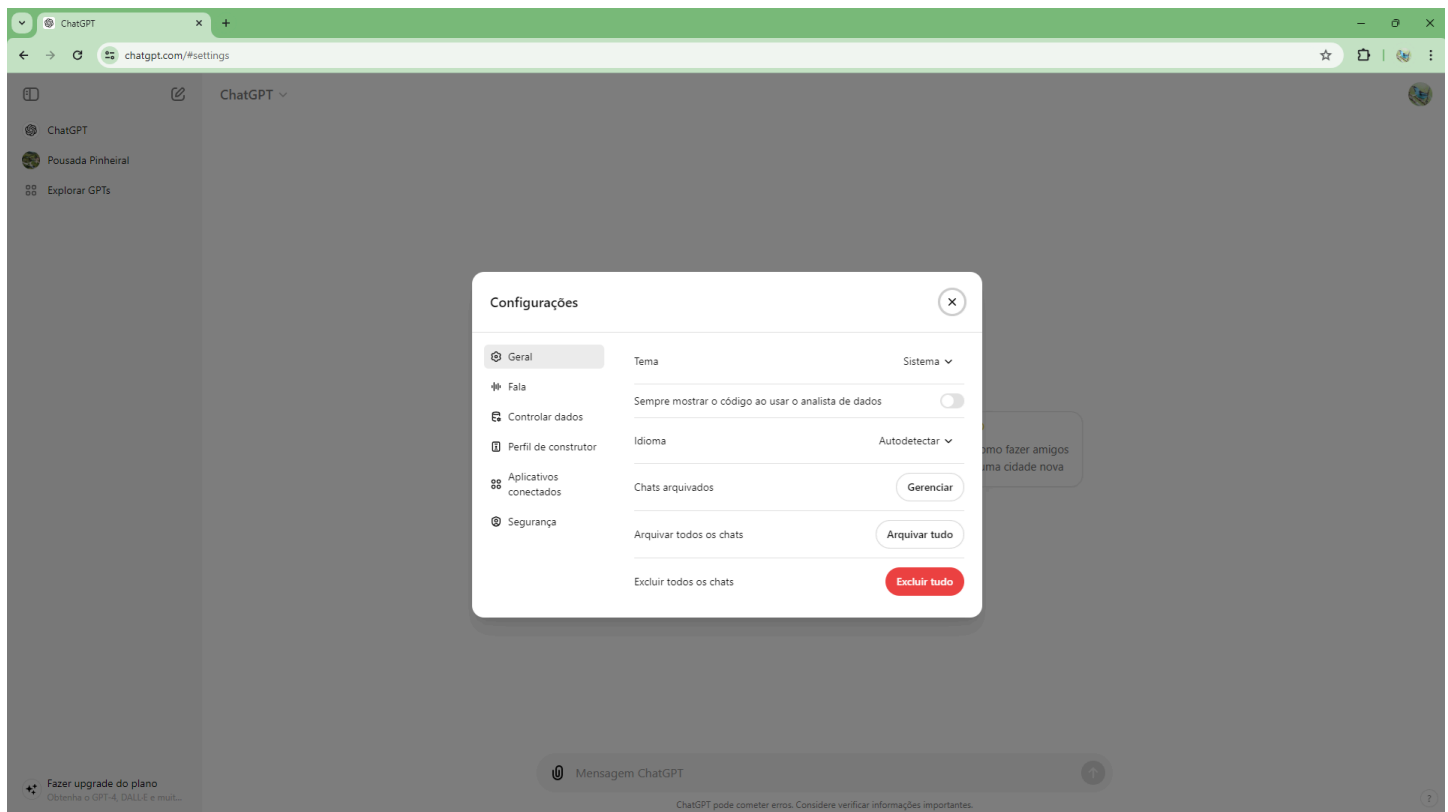 ChatGPT
chatgpt.com/#settings
ChatGPT
ChatGPT
Pousada Pinheiral
Explorar GPTs
Configurações
Geral
Fala
Controlar dados
Perfil de construtor
Aplicativos
conectados
Segurança
Tema
Sistema
Sempre mostrar o código ao usar o analista de dados
Idioma
Autodetectar
Chats arquivados
Gerenciar
Arquivar todos os chats
Arquivar tudo
Excluir todos os chats
Excluir tudo
omo fazer amigos
uma cidade nova
Mensagem ChatGPT
Fazer upgrade do plano
Obtenha o GPT-4, DALL·E e muit...
ChatGPT pode cometer erros. Considere verificar informações importantes.
?